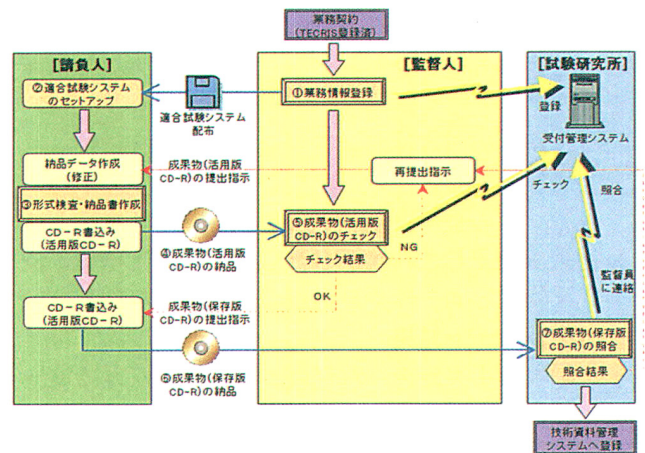 業務契約
(TECRIS登録済)
[請負人]
[監督人]
[試験研究所]
②適合試験システム
のセットアップ
適合試験システム
配布
①業務情報登録
登録
受付管理システム
納品データ作成
(修正)
成果物(活用版
CD-R)の提出指示
再提出指示
チェック
照合
③形式検査・納品書作成
CD-R書込み
(活用版CD-R)
④成果物(活用版
CD-R)の納品
⑤成果物(活用版
CD-R)のチェック
チェック結果
NG
OK
監督員
に連絡
CD-R書込み
(活用版CD-R)
成果物(保存版
CD-R)の提出指示
⑥成果物(保存版
CD-R)の納品
⑦成果物(保存版
CD-R)の照合
照合結果
技術資料管理
システムへ登録